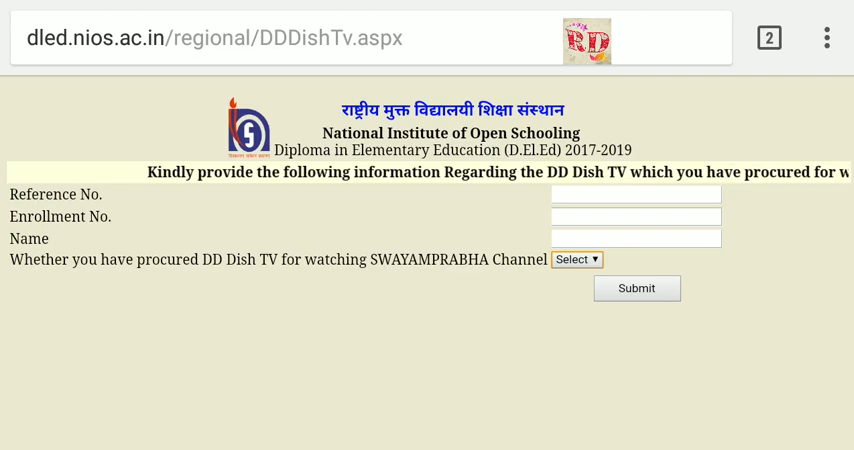 dled.nios.ac.in/regional/DDDishTv.aspx
RD
2
राष्ट्रीय मुक्त विद्यालयी शिक्षा संस्थान
National Institute of Open Schooling
Diploma in Elementary Education (D.El.Ed) 2017-2019
Kindly provide the following information Regarding the DD Dish TV which you have procured for w
Reference No.
Enrollment No.
Name
Whether you have procured DD Dish TV for watching SWAYAMPRABHA Channel Select
Submit